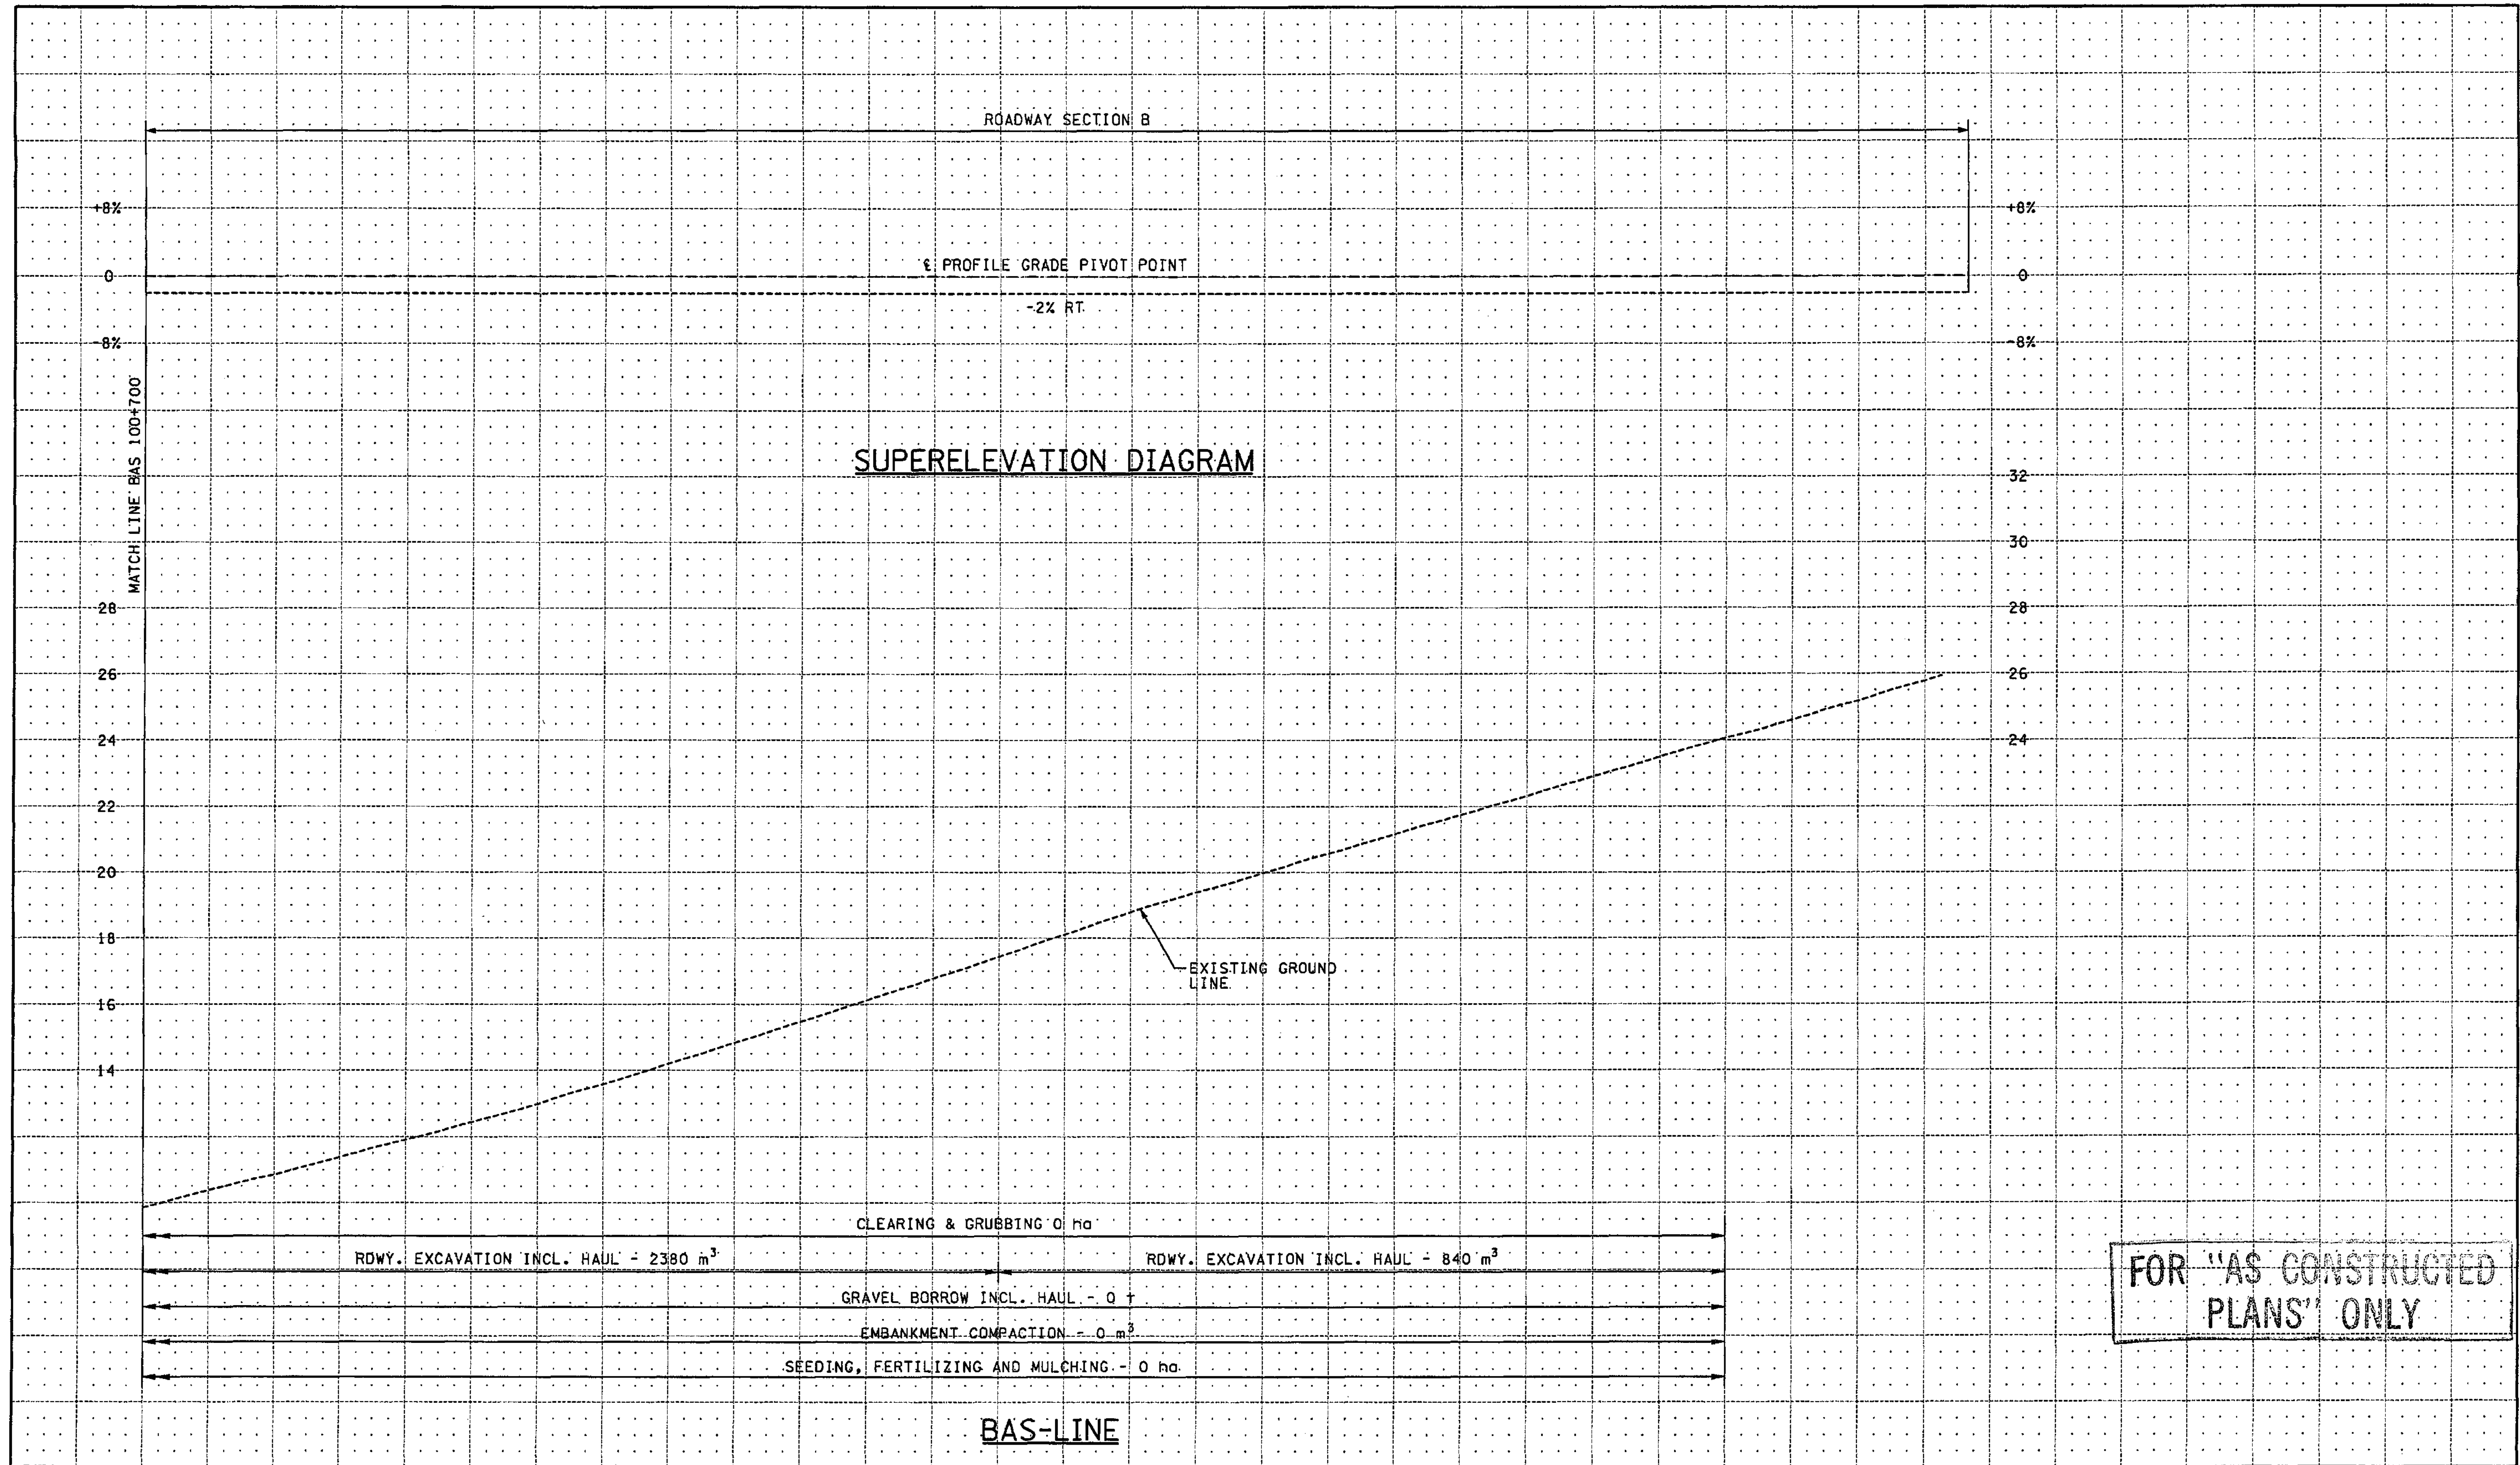 ROADWAY SECTION B
+8%
+8%
℄ PROFILE GRADE PIVOT POINT
0
0
-2% RT.
-8%
-8%
MATCH LINE BAS 100+700
SUPERELEVATION DIAGRAM
32
30
28
28
26
26
24
24
22
20
18
EXISTING GROUND
LINE
16
14
CLEARING & GRUBBING 0 ha
RDWY. EXCAVATION INCL. HAUL - 2380 m³
RDWY. EXCAVATION INCL. HAUL - 840 m³
GRAVEL BORROW INCL. HAUL - 0 t
EMBANKMENT COMPACTION - 0 m³
SEEDING, FERTILIZING AND MULCHING - 0 ha
FOR "AS CONSTRUCTED
PLANS" ONLY
BAS-LINE